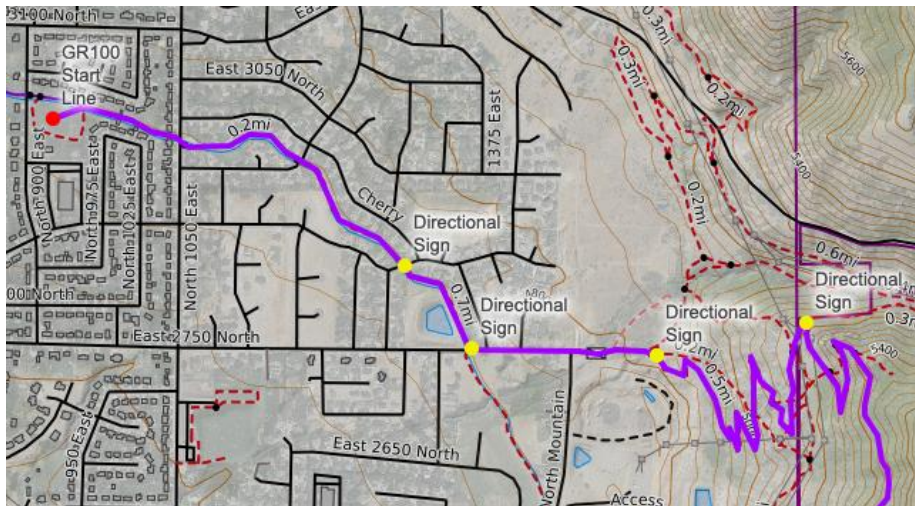 3100 North
GR100
Start
Line
East 3050
North
0.2mi
1375 East
0.3mi
0.3mi
0.2mi
5600
5400
North 900 East
North 975 East
North 1025 East
North 1050 East
Cherry
0.2mi
Directional
Sign
0.6mi
00 North
0.7mi
Directional
Sign
Directional
Sign
Directional
Sign
0.3m
East 2750 North
0.5mi
5400
950 East
East 2650 North
North Mountain
Access